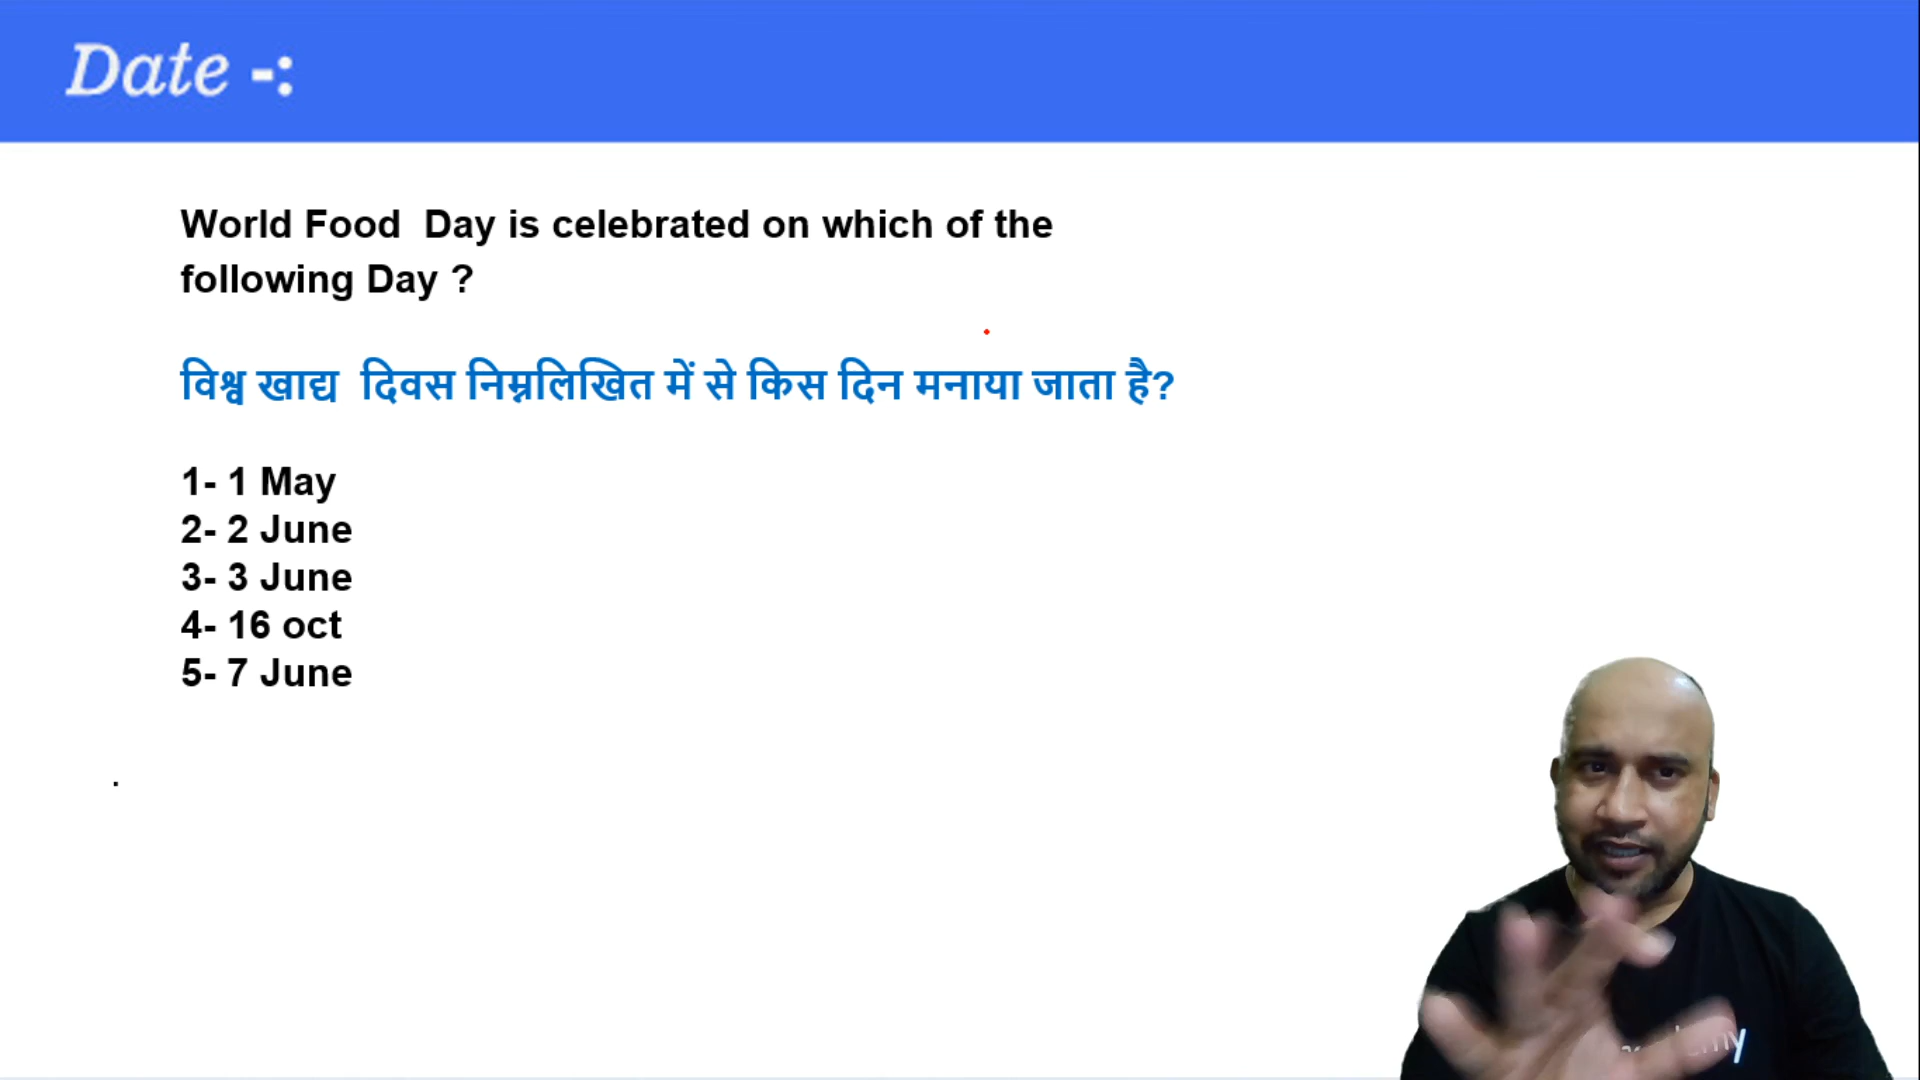 Date -:
World Food  Day is celebrated on which of the
following Day ?
विश्व खाद्य  दिवस निम्नलिखित में से किस दिन मनाया जाता है?
1- 1 May
2- 2 June
3- 3 June
4- 16 oct
5- 7 June